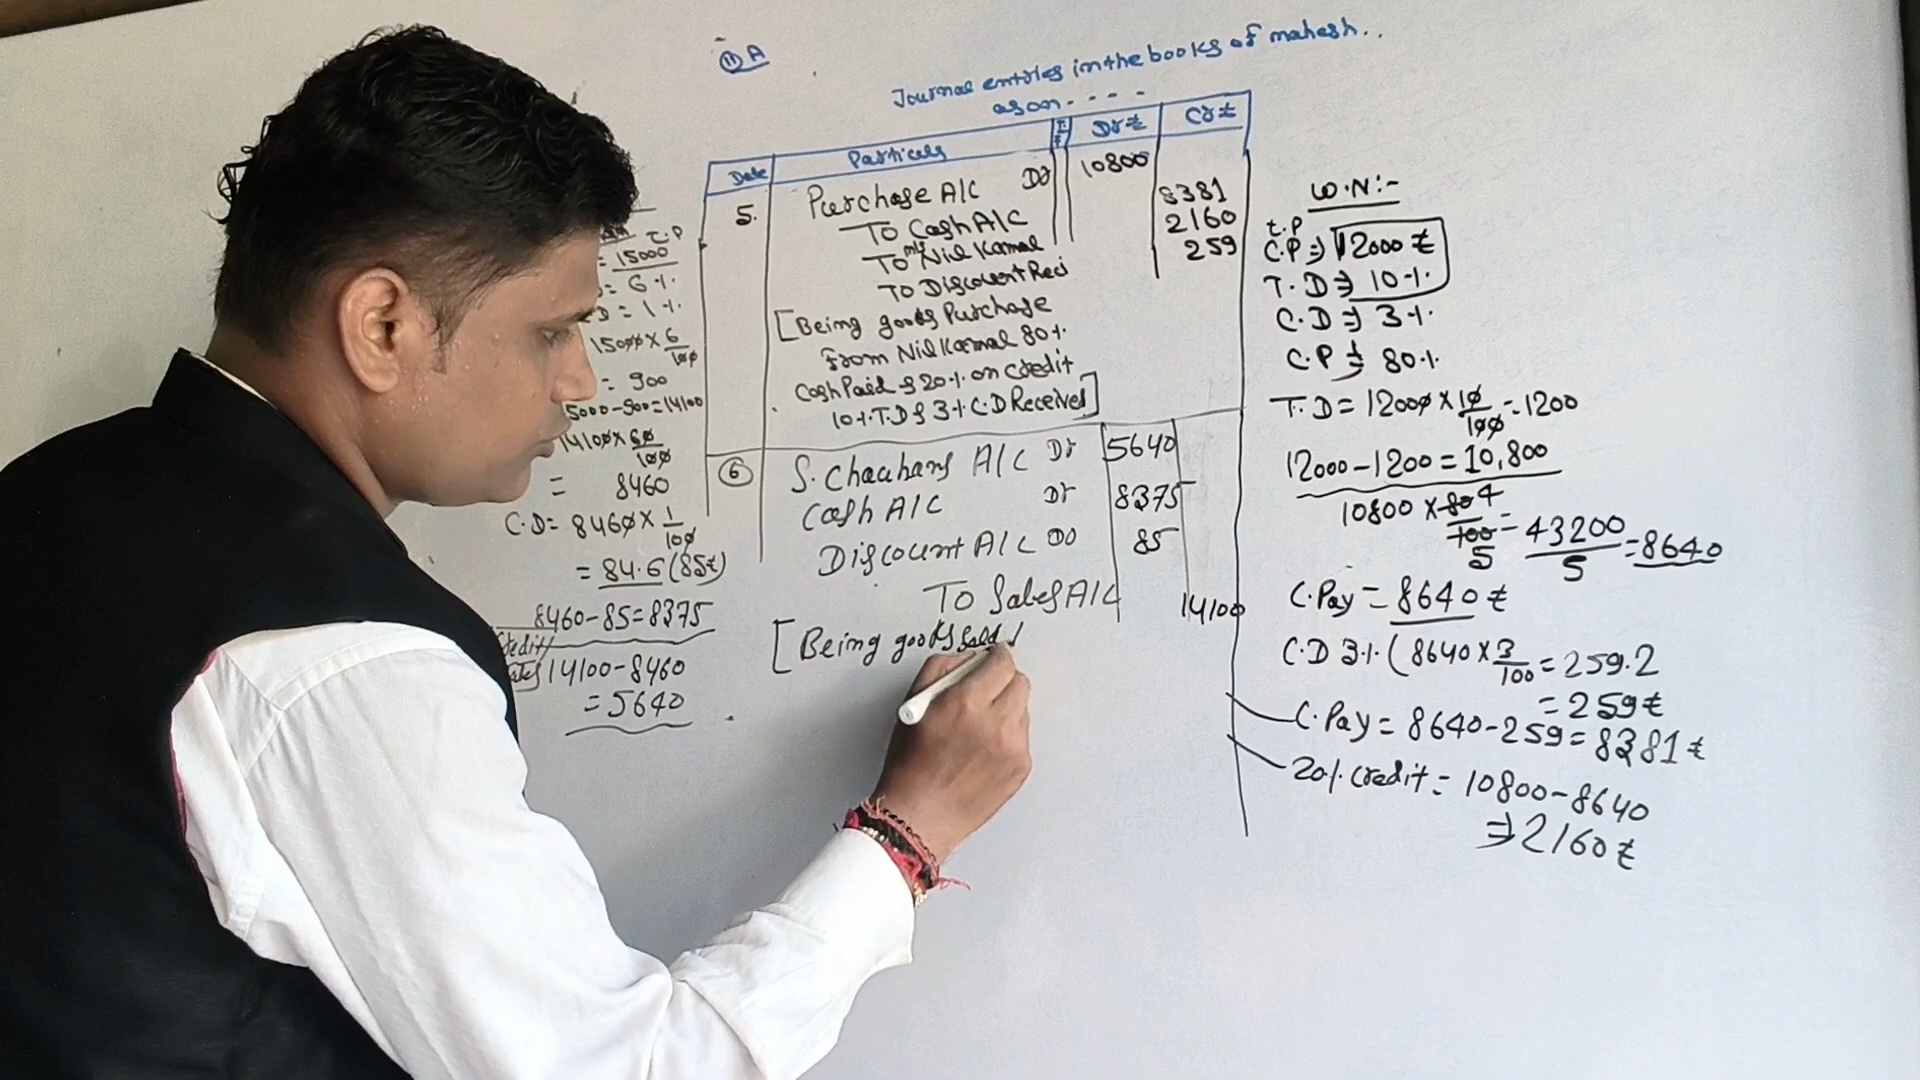 11 A
Journal entries in the books of mahesh..
as on - - - -
Date Particuls Dr ₹ Cr ₹
5. Purchase A/C Dr 10800
To Cash A/C 8381
To m/s Nil Kamal 2160
To Discount Reci 259
[Being goods Purchase
from Nil Kamal 80%
Cash Paid & 20% on credit
10% T.D & 3% C.D Received]
6 S. Chauhans A/C Dr 5640
Cash A/C Dr 8375
Discount A/C Dr 85
To Sales A/C 14100
[Being goods sold
T.P
= 15000
= 6%
= 1%
15000 × 6/100
= 900
5000-900=14100
14100 × 60/100
= 8460
C.D = 8460 × 1/100
= 84.6 (85₹)
8460-85=8375
14100-8460
= 5640
W.N:-
t.P
C.P ⇒ 12000 ₹
T.D ⇒ 10%
C.D ⇒ 3%
C.P ⇒ 80%
T.D = 12000 × 10/100 = 1200
12000-1200=10,800
10800 × 80 4/100 5 = 43200/5 = 8640
C.Pay = 8640 ₹
C.D 3% (8640 × 3/100 = 259.2
= 259₹
C.Pay = 8640-259=8381₹
20% credit = 10800-8640
⇒ 2160 ₹